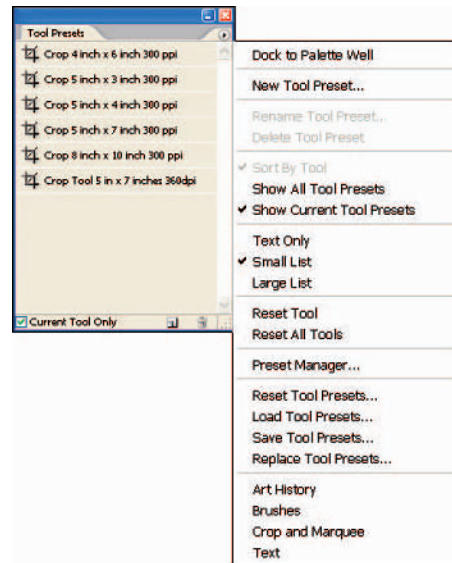 Tool Presets
Crop 4 inch x 6 inch 300 ppi
Crop 5 inch x 3 inch 300 ppi
Crop 5 inch x 4 inch 300 ppi
Crop 5 inch x 7 inch 300 ppi
Crop 8 inch x 10 inch 300 ppi
Crop Tool 5 in x 7 inches 360dpi
Current Tool Only
Dock to Palette Well
New Tool Preset...
Rename Tool Preset...
Delete Tool Preset
Sort By Tool
Show All Tool Presets
Show Current Tool Presets
Text Only
Small List
Large List
Reset Tool
Reset All Tools
Preset Manager...
Reset Tool Presets...
Load Tool Presets...
Save Tool Presets...
Replace Tool Presets...
Art History
Brushes
Crop and Marquee
Text